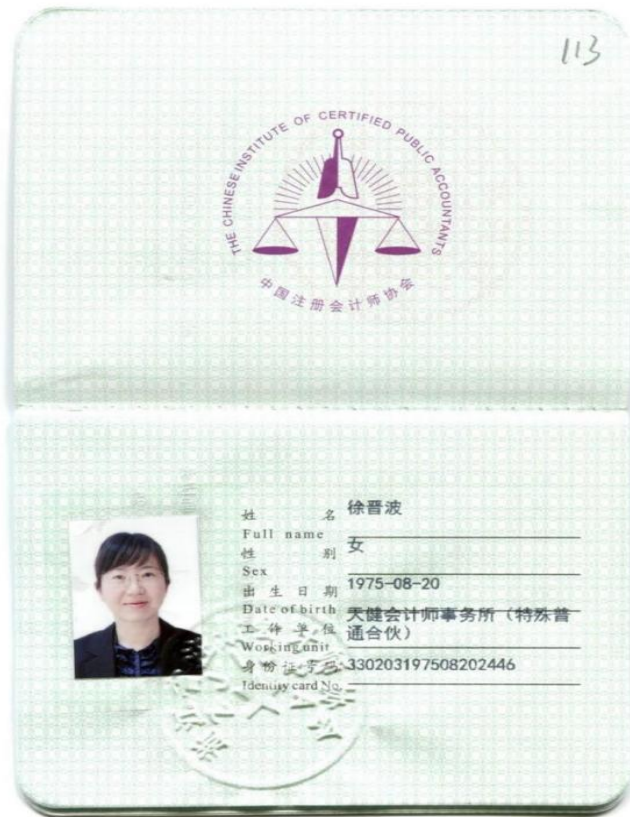 113
THE CHINESE INSTITUTE OF CERTIFIED PUBLIC ACCOUNTANTS
中国注册会计师协会
姓名 徐晋波
Full name
性别 女
Sex
出生日期 1975-08-20
Date of birth
工作单位 天健会计师事务所（特殊普
通合伙）
Working unit
身份证号码 330203197508202446
Identity card No.